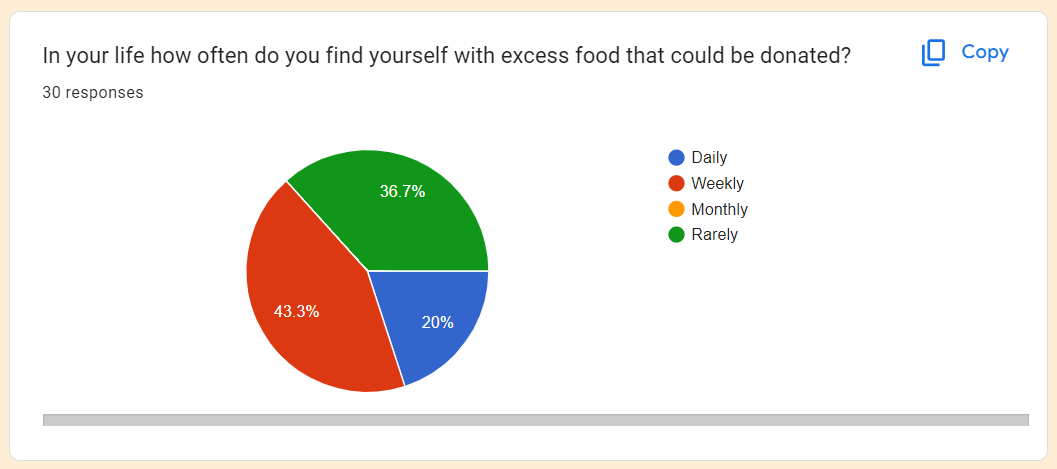 In your life how often do you find yourself with excess food that could be donated?
Copy
30 responses
36.7%
43.3%
20%
Daily
Weekly
Monthly
Rarely